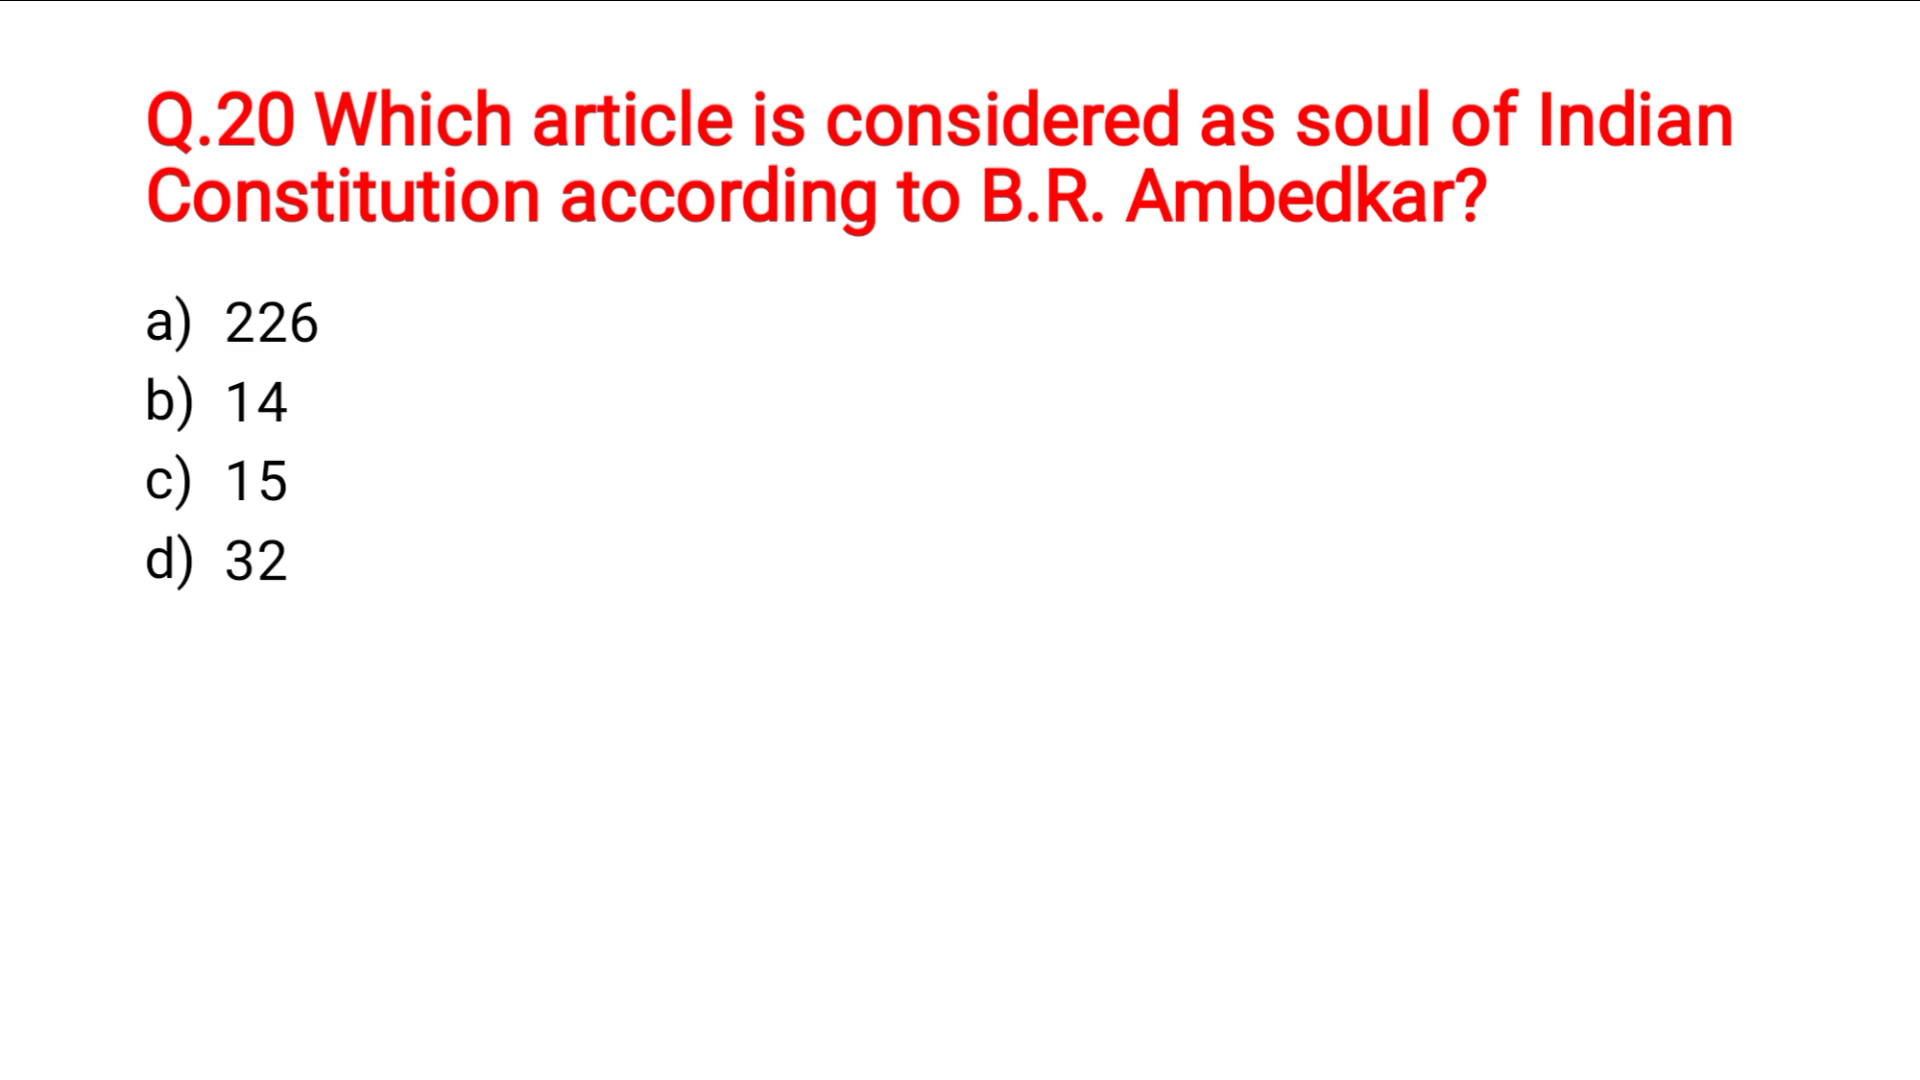 Q.20 Which article is considered as soul of Indian
Constitution according to B.R. Ambedkar?
a) 226
b) 14
c) 15
d) 32